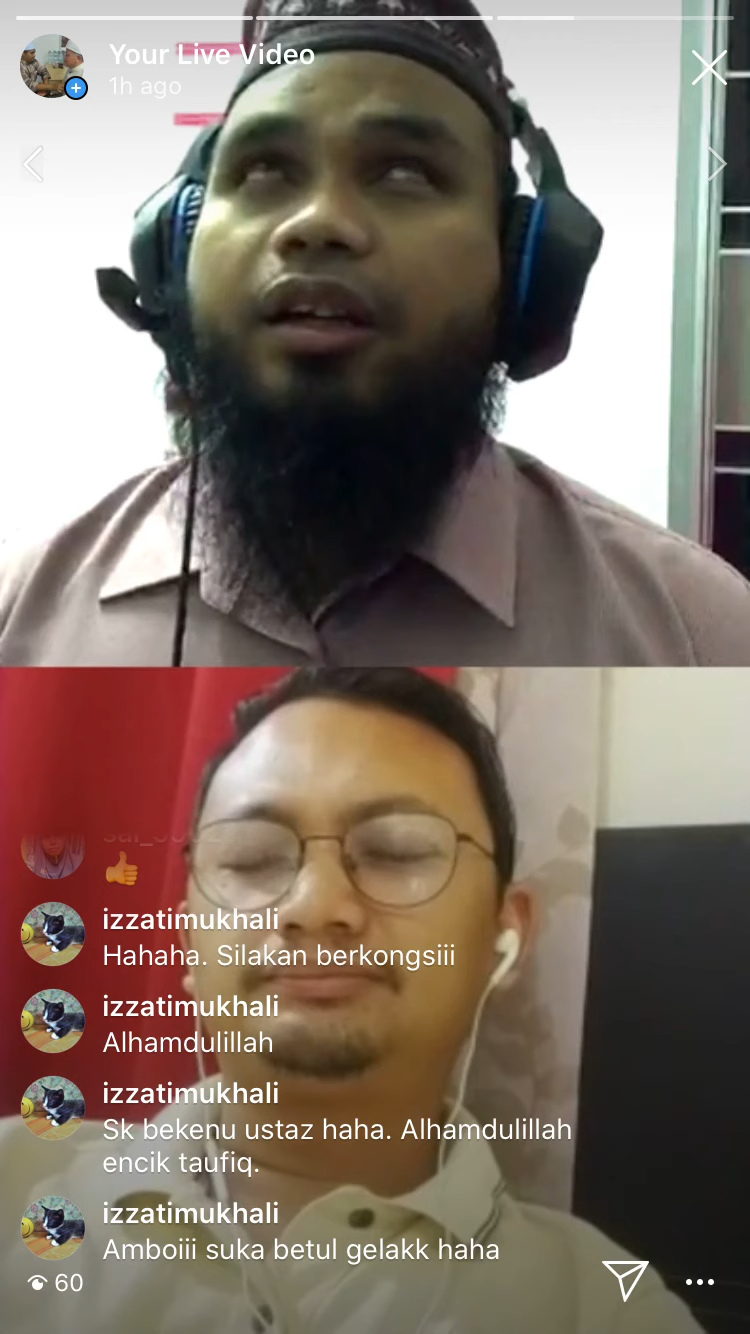 Your Live Video
1h ago
izzatimukhali
Hahaha. Silakan berkongsiii
izzatimukhali
Alhamdulillah
izzatimukhali
Sk bekenu ustaz haha. Alhamdulillah
encik taufiq.
izzatimukhali
Amboiii suka betul gelakk haha
60